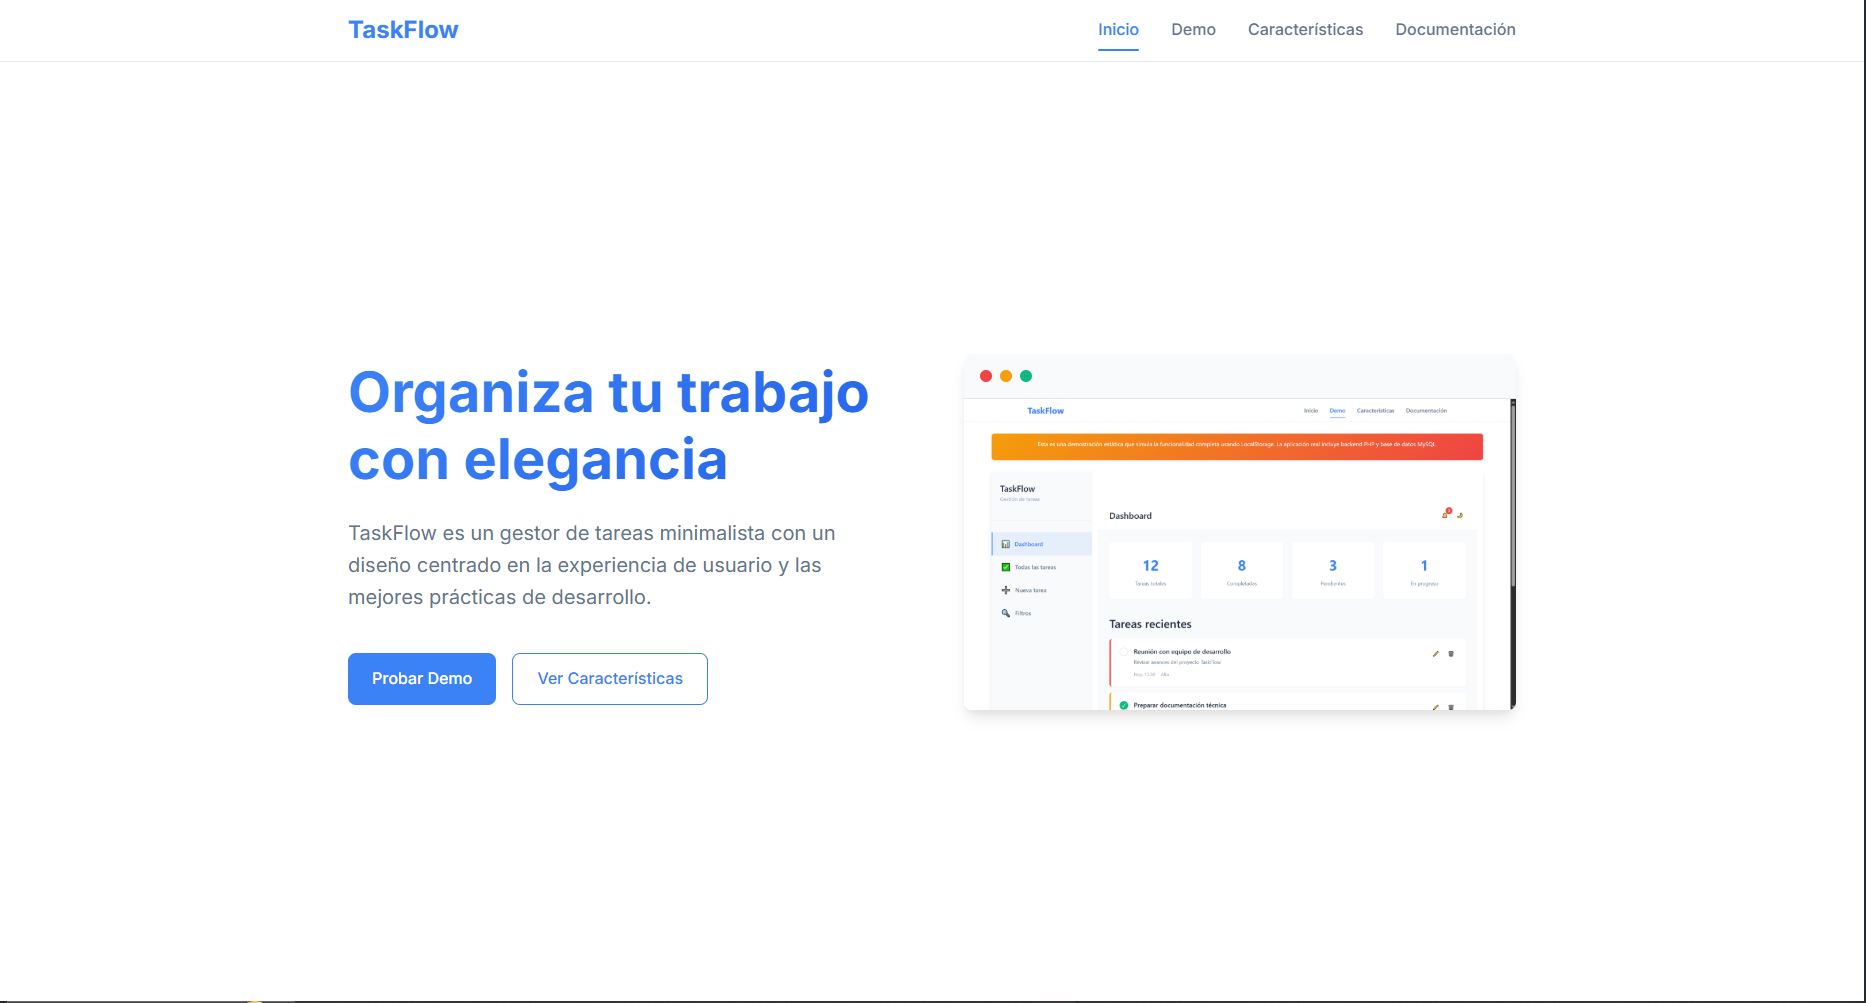 TaskFlow
Inicio
Demo
Características
Documentación
Organiza tu trabajo
con elegancia
TaskFlow es un gestor de tareas minimalista con un
diseño centrado en la experiencia de usuario y las
mejores prácticas de desarrollo.
Probar Demo
Ver Características
TaskFlow
Inicio
Demo
Características
Documentación
Esta es una demostración estática que simula la funcionalidad completa usando LocalStorage. La aplicación real incluye backend PHP y base de datos MySQL.
TaskFlow
Gestión de tareas
Dashboard
Todas las tareas
Nueva tarea
Filtros
Dashboard
12
Tareas totales
8
Completadas
3
Pendientes
1
En progreso
Tareas recientes
Reunión con equipo de desarrollo
Revisar avances del proyecto TaskFlow
Alta
Preparar documentación técnica